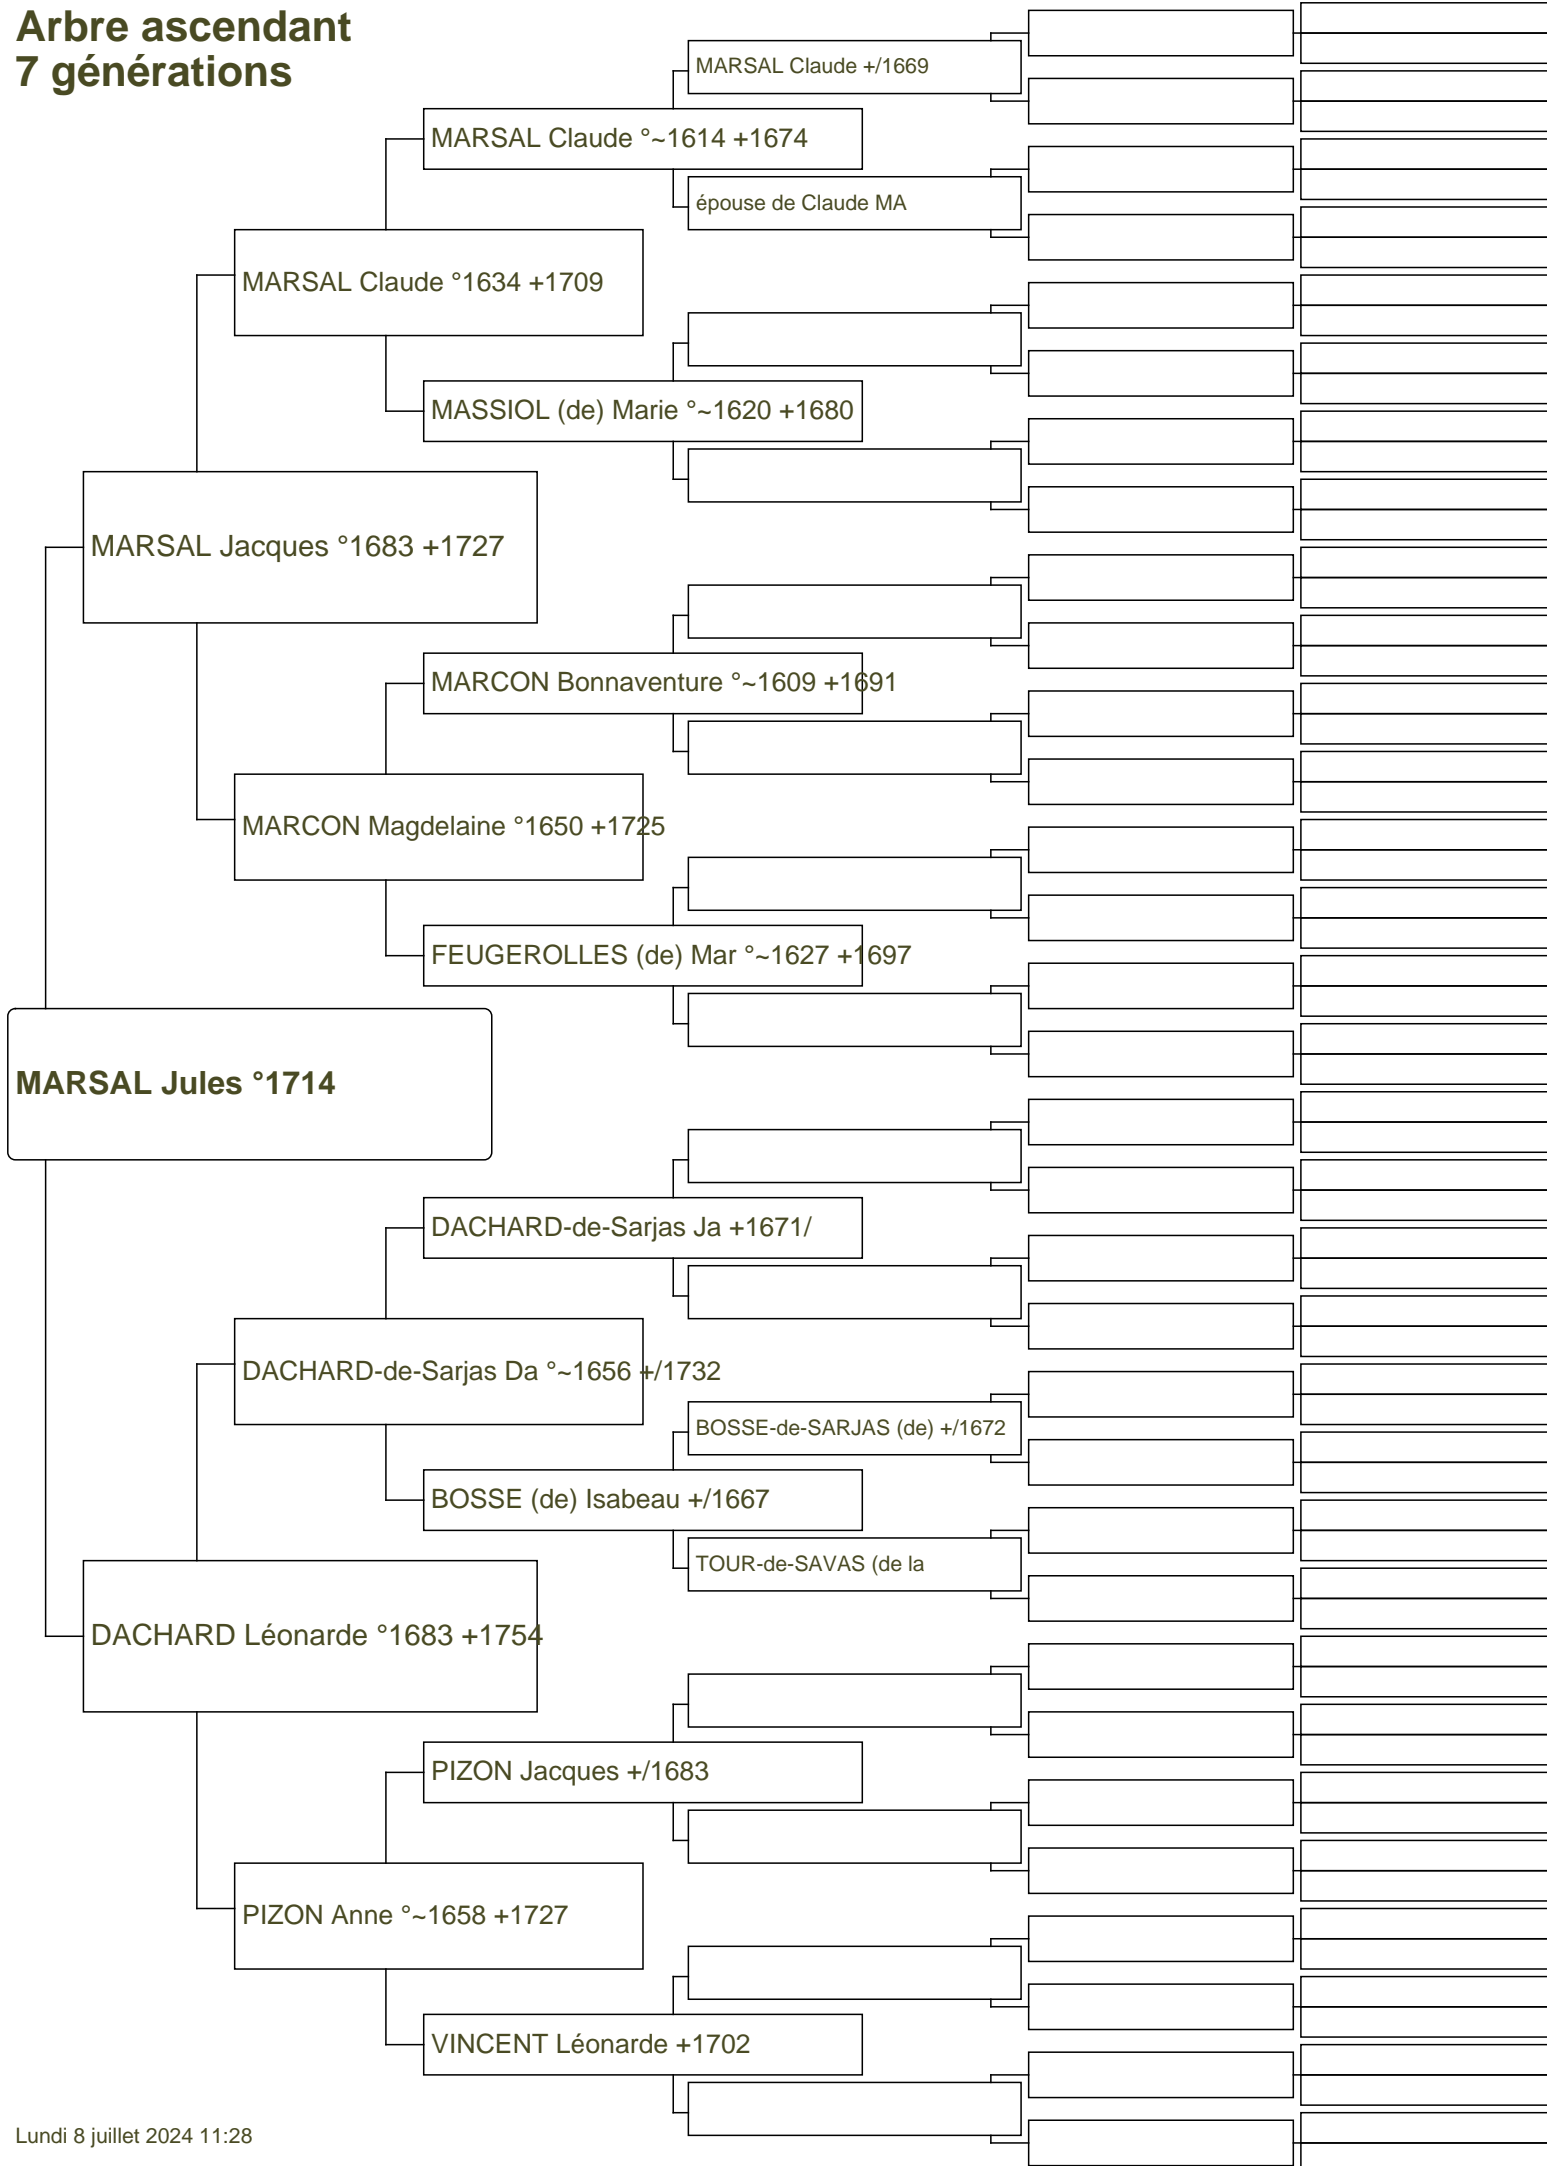 Arbre ascendant
7 générations
MARSAL Claude +/1669
MARSAL Claude °~1614 +1674
épouse de Claude MA
MARSAL Claude °1634 +1709
MASSIOL (de) Marie °~1620 +1680
MARSAL Jacques °1683 +1727
MARCON Bonnaventure °~1609 +1691
MARCON Magdelaine °1650 +1725
FEUGEROLLES (de) Mar °~1627 +1697
MARSAL Jules °1714
DACHARD-de-Sarjas Ja +1671/
DACHARD-de-Sarjas Da °~1656 +/1732
BOSSE-de-SARJAS (de) +/1672
BOSSE (de) Isabeau +/1667
TOUR-de-SAVAS (de la
DACHARD Léonarde °1683 +1754
PIZON Jacques +/1683
PIZON Anne °~1658 +1727
VINCENT Léonarde +1702
Lundi 8 juillet 2024 11:28